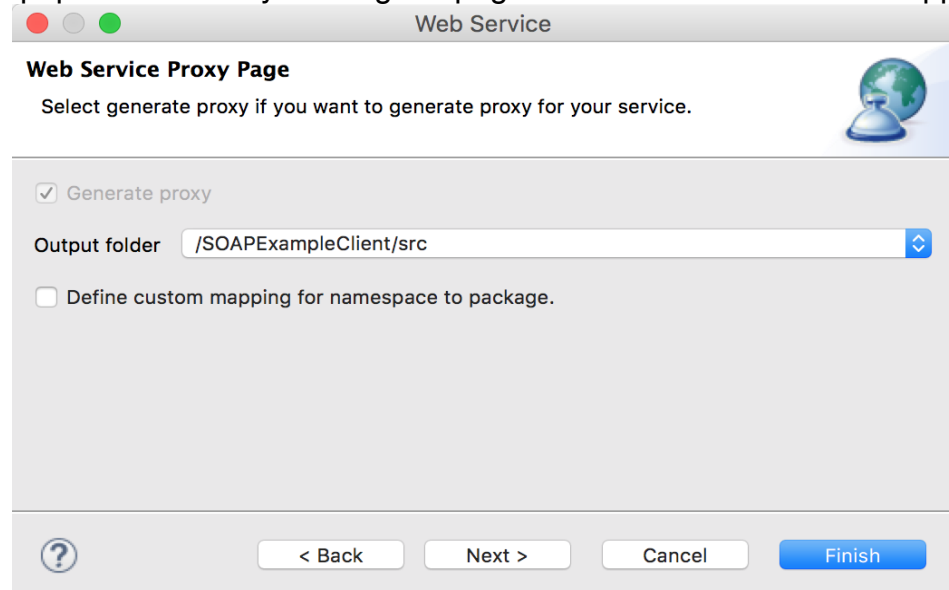 Web Service
Web Service Proxy Page
Select generate proxy if you want to generate proxy for your service.
Generate proxy
Output folder /SOAPExampleClient/src
Define custom mapping for namespace to package.
? < Back Next > Cancel Finish